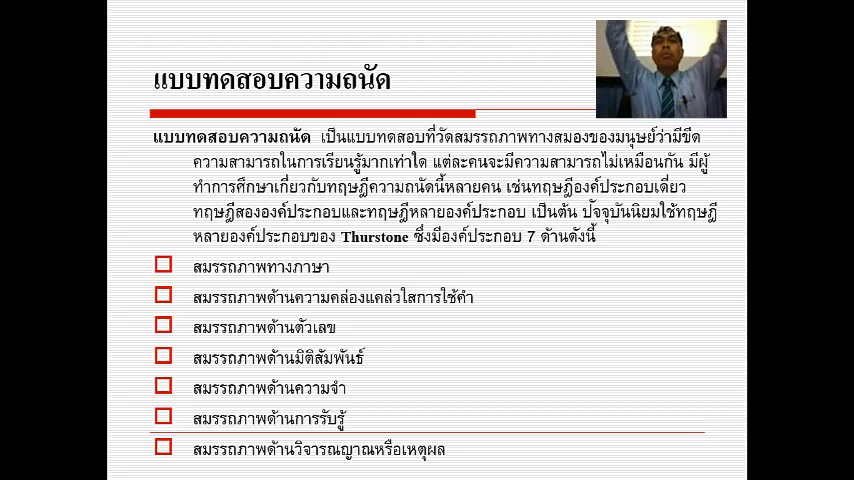 แบบทดสอบความถนัด
แบบทดสอบความถนัด เป็นแบบทดสอบที่วัดสมรรถภาพทางสมองของมนุษย์ว่ามีขีด
ความสามารถในการเรียนรู้มากเท่าใด แต่ละคนจะมีความสามารถไม่เหมือนกัน มีผู้
ทำการศึกษาเกี่ยวกับทฤษฎีความถนัดนี้หลายคน เช่นทฤษฎีองค์ประกอบเดี่ยว
ทฤษฎีสององค์ประกอบและทฤษฎีหลายองค์ประกอบ เป็นต้น ปัจจุบันนิยมใช้ทฤษฎี
หลายองค์ประกอบของ Thurstone ซึ่งมีองค์ประกอบ 7 ด้านดังนี้
สมรรถภาพทางภาษา
สมรรถภาพด้านความคล่องแคล่วใสการใช้คำ
สมรรถภาพด้านตัวเลข
สมรรถภาพด้านมิติสัมพันธ์
สมรรถภาพด้านความจำ
สมรรถภาพด้านการรับรู้
สมรรถภาพด้านวิจารณญาณหรือเหตุผล